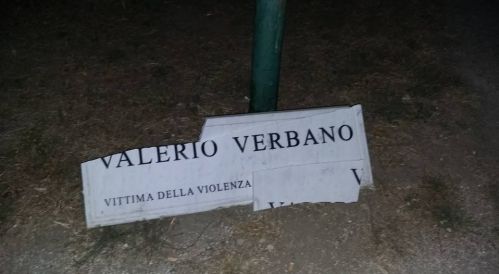 VALERIO VERBANO
VITTIMA DELLA VIOLENZA
V